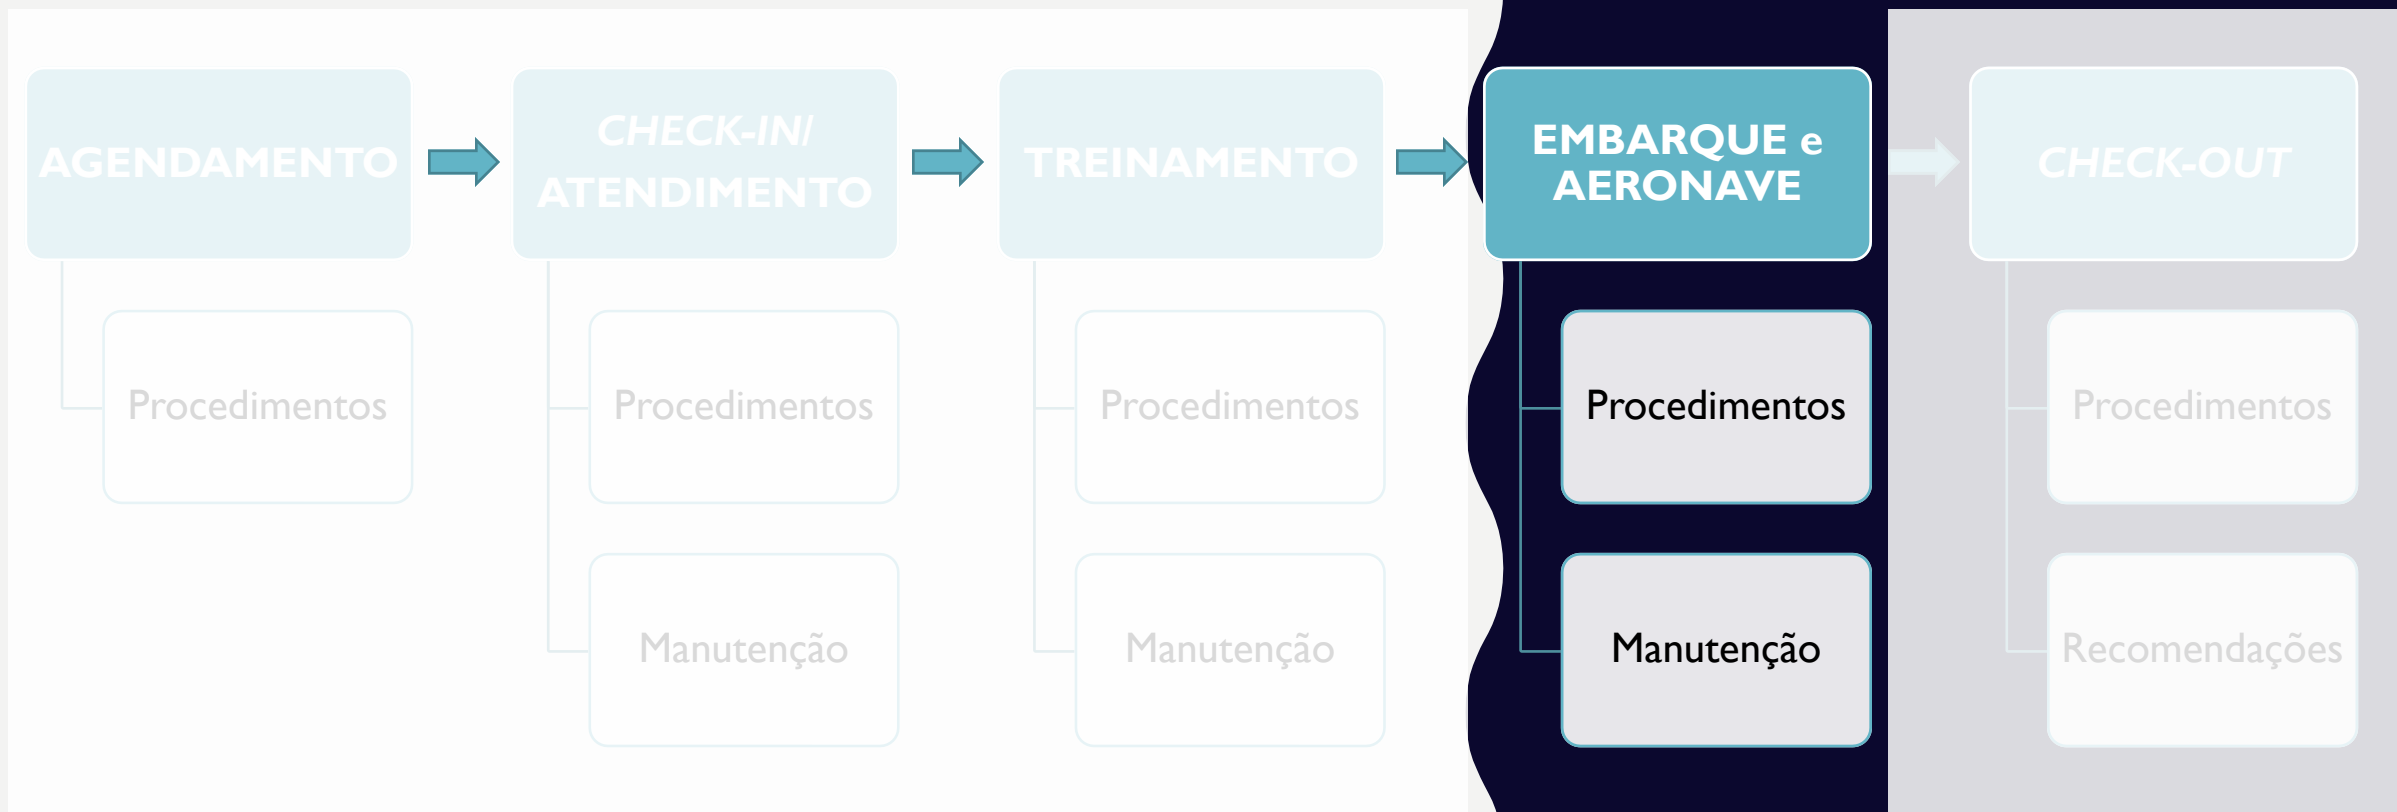 AGENDAMENTO
CHECK-IN/
ATENDIMENTO
TREINAMENTO
EMBARQUE e
AERONAVE
CHECK-OUT
Procedimentos
Procedimentos
Procedimentos
Procedimentos
Procedimentos
Manutenção
Manutenção
Manutenção
Recomendações